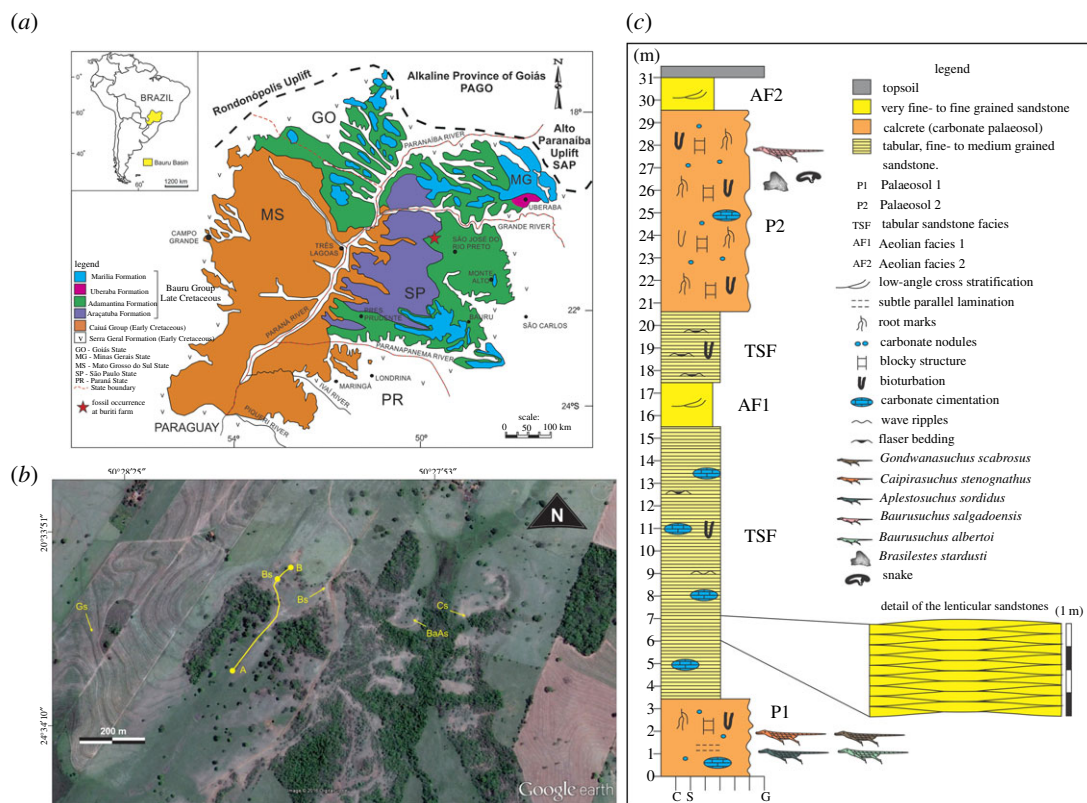 (a)
BRAZIL
0°
20°
40°
60°
60°
Bauru Basin
1200 km
Rondonópolis Uplift
Alkaline Province of Goiás
PAGO
N
S
18°
Alto
Paranaiba
Uplift
SAP
GO
PARANAÍBA RIVER
MG
UBERABA
GRANDE RIVER
MS
CAMPO
GRANDE
TRÊS
LAGOAS
SÃO JOSE DO
RIO PRETO
MONTE
ALTO
SP
22°
PRES.
PRUDENTE
BAURU
SÃO CARLOS
PARANÁ RIVER
PARANAPANEMA RIVER
LONDRINA
MARINGÁ
IVAÍ RIVER
PR
PIQUIRI RIVER
PARAGUAY
54°
50°
24°S
scale:
0 50 100 km
legend
Marília Formation
Uberaba Formation
Adamantina Formation
Araçatuba Formation
Bauru Group
Late Cretaceous
Caiuá Group (Early Cretaceous)
v Serra Geral Formation (Early Cretaceous)
GO - Goiás State
MG - Minas Gerais State
MS - Mato Grosso do Sul State
SP - São Paulo State
PR - Paraná State
State boundary
fossil occurrence
at buriti farm
(b)
50°28'25"
50°27'53"
20°33'51"
24°34'10"
N
Gs
Bs
B
Bs
A
Cs
BaAs
200 m
Google earth
(c)
(m)
31
30
29
28
27
26
25
24
23
22
21
20
19
18
17
16
15
14
13
12
11
10
9
8
7
6
5
4
3
2
1
0
C S G
AF2
P2
TSF
AF1
TSF
P1
legend
topsoil
very fine- to fine grained sandstone
calcrete (carbonate palaeosol)
tabular, fine- to medium grained
sandstone.
P1 Palaeosol 1
P2 Palaeosol 2
TSF tabular sandstone facies
AF1 Aeolian facies 1
AF2 Aeolian facies 2
low-angle cross stratification
subtle parallel lamination
root marks
carbonate nodules
blocky structure
bioturbation
carbonate cimentation
wave ripples
flaser bedding
Gondwanasuchus scabrosus
Caipirasuchus stenognathus
Aplestosuchus sordidus
Baurusuchus salgadoensis
Baurusuchus albertoi
Brasilestes stardusti
snake
detail of the lenticular sandstones
(1 m)